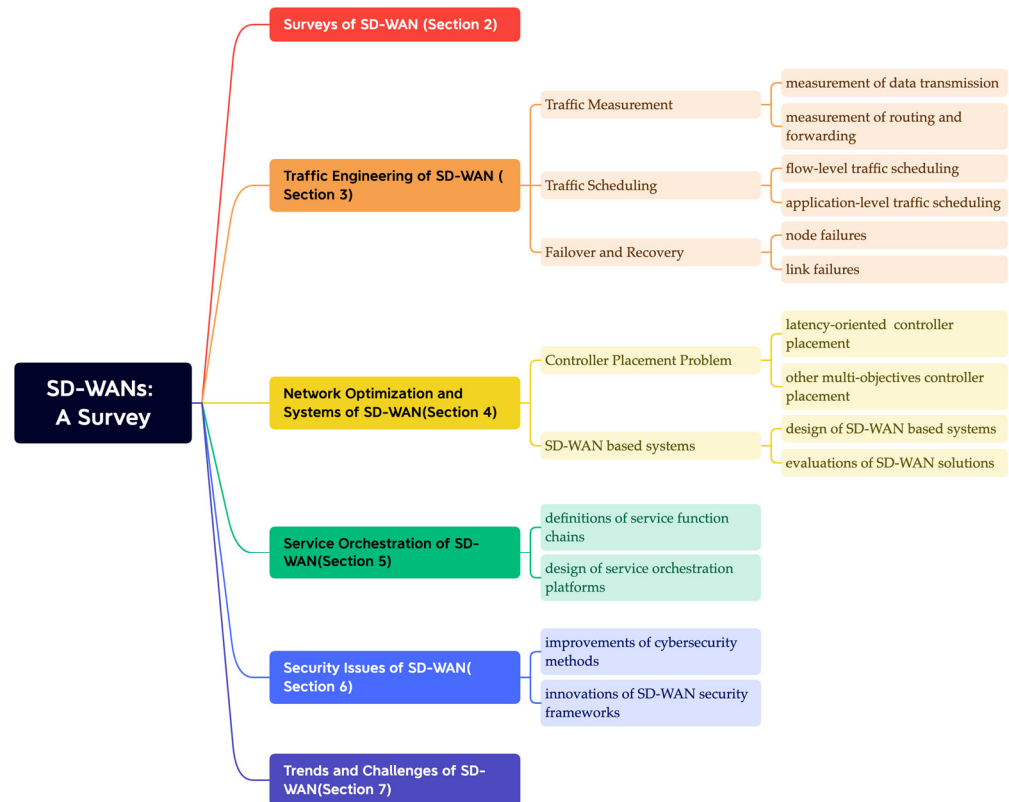 SD-WANs:
A Survey
Surveys of SD-WAN (Section 2)
Traffic Engineering of SD-WAN (
Section 3)
Traffic Measurement
measurement of data transmission
measurement of routing and
forwarding
Traffic Scheduling
flow-level traffic scheduling
application-level traffic scheduling
Failover and Recovery
node failures
link failures
Network Optimization and
Systems of SD-WAN(Section 4)
Controller Placement Problem
latency-oriented controller
placement
other multi-objectives controller
placement
SD-WAN based systems
design of SD-WAN based systems
evaluations of SD-WAN solutions
Service Orchestration of SD-
WAN(Section 5)
definitions of service function
chains
design of service orchestration
platforms
Security Issues of SD-WAN(
Section 6)
improvements of cybersecurity
methods
innovations of SD-WAN security
frameworks
Trends and Challenges of SD-
WAN(Section 7)